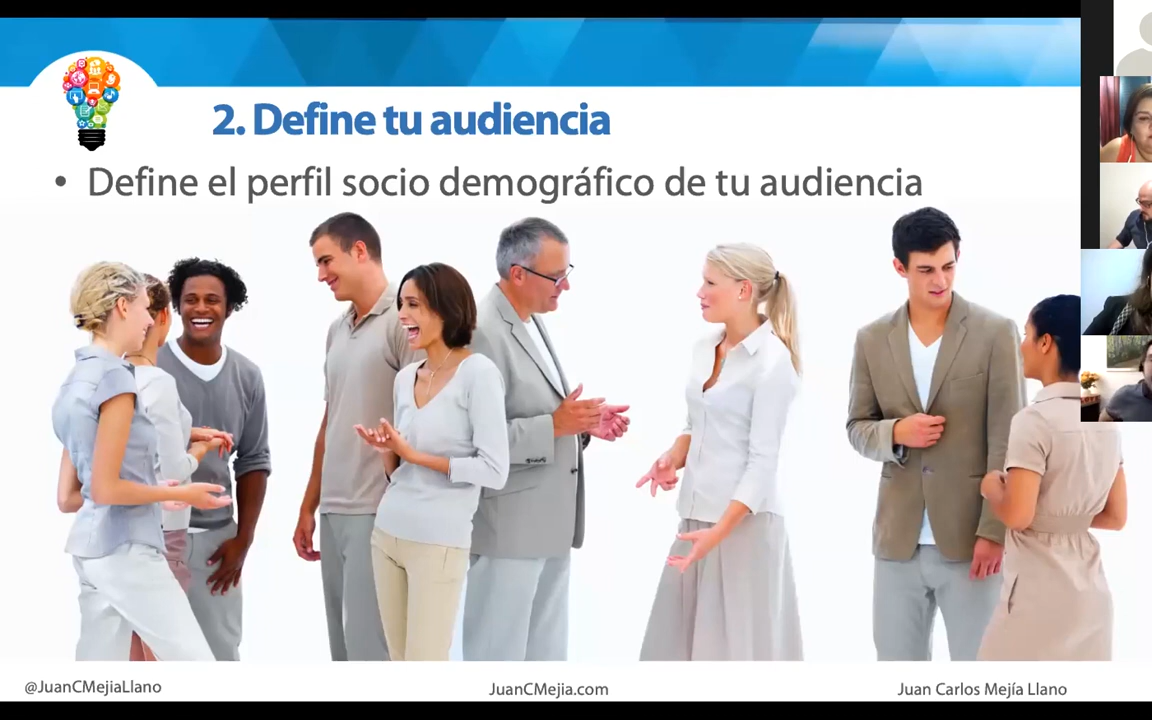 2. Define tu audiencia
• Define el perfil socio demográfico de tu audiencia
@JuanCMejiaLlano
JuanCMejia.com
Juan Carlos Mejía Llano